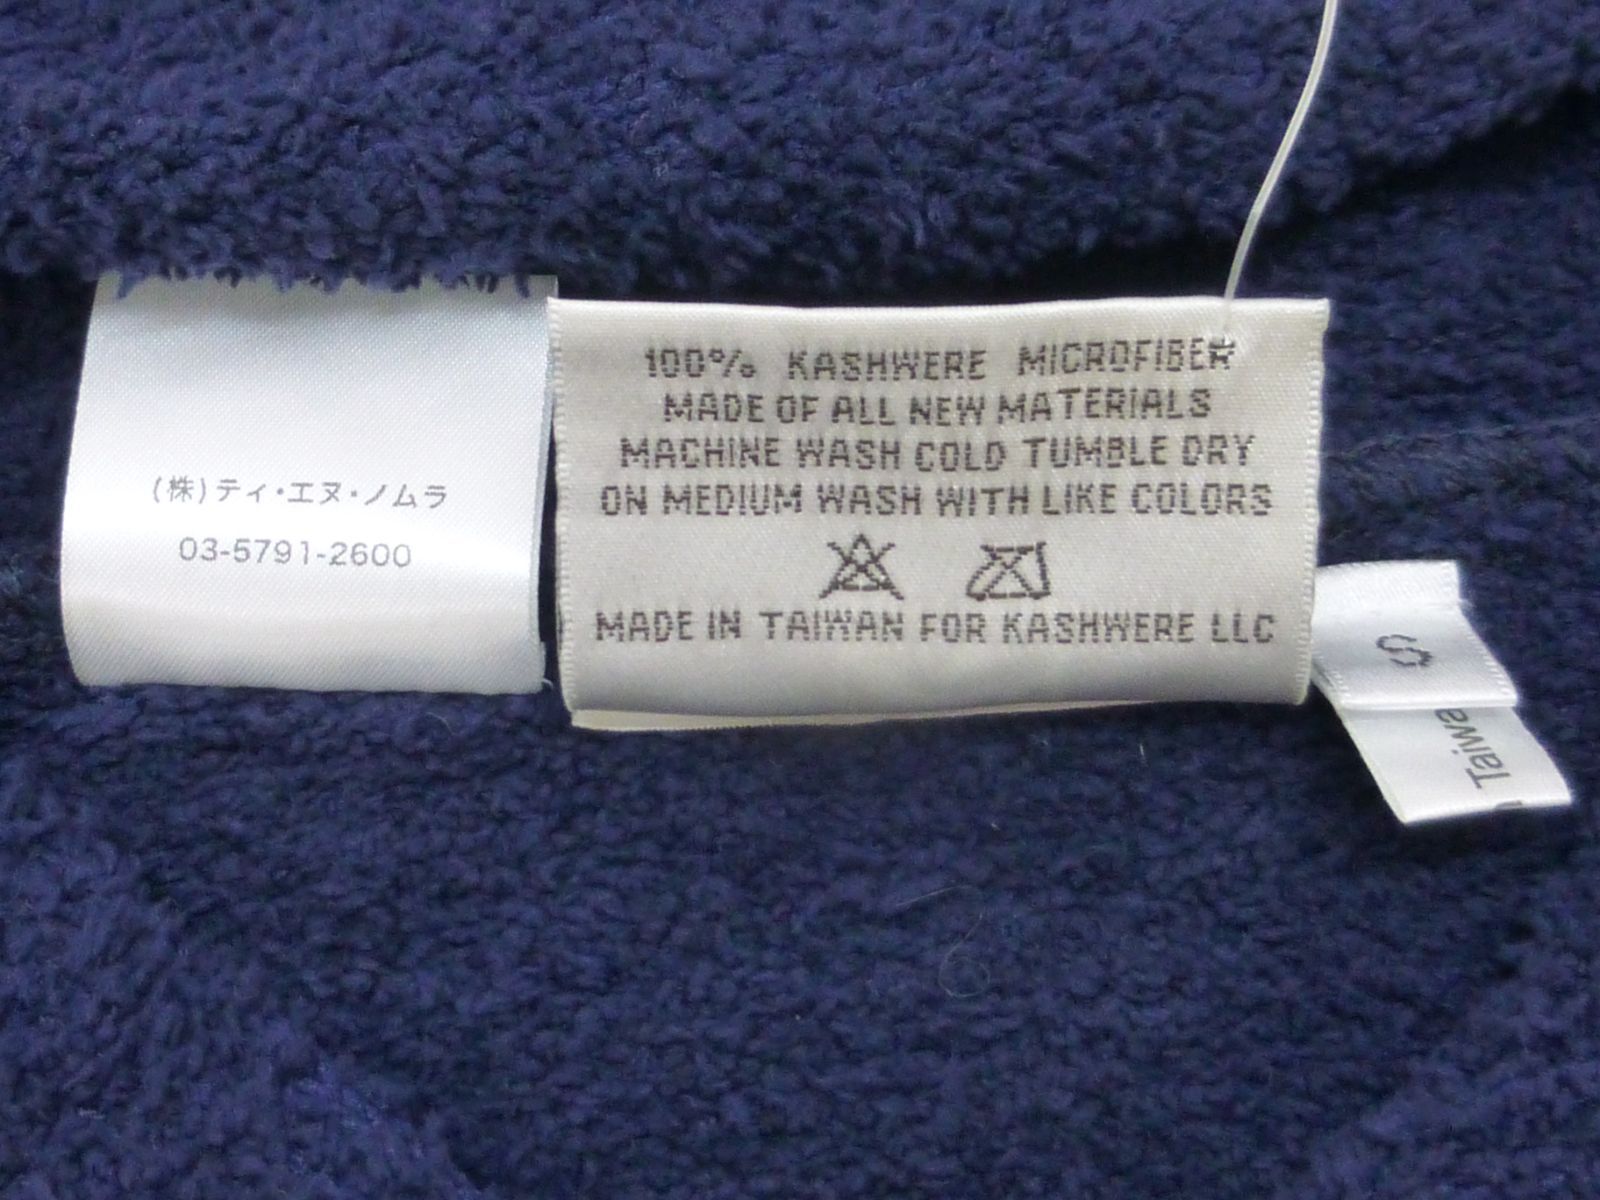 (株)ティ・エヌ・ノムラ
03-5791-2600
100% KASHWERE MICROFIBER
MADE OF ALL NEW MATERIALS
MACHINE WASH COLD TUMBLE DRY
ON MEDIUM WASH WITH LIKE COLORS
MADE IN TAIWAN FOR KASHWERE LLC
S
Taiwa